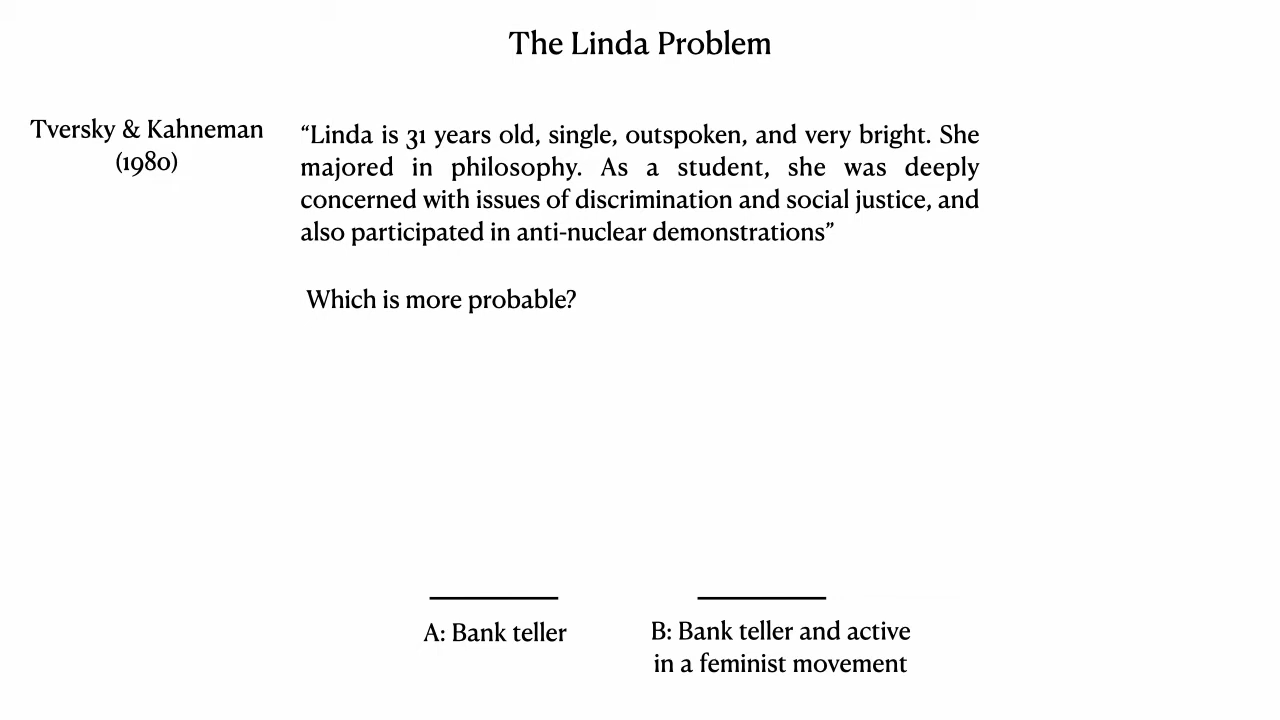 The Linda Problem
Tversky & Kahneman
(1980)
“Linda is 31 years old, single, outspoken, and very bright. She
majored in philosophy. As a student, she was deeply
concerned with issues of discrimination and social justice, and
also participated in anti-nuclear demonstrations”
Which is more probable?
A: Bank teller
B: Bank teller and active
in a feminist movement